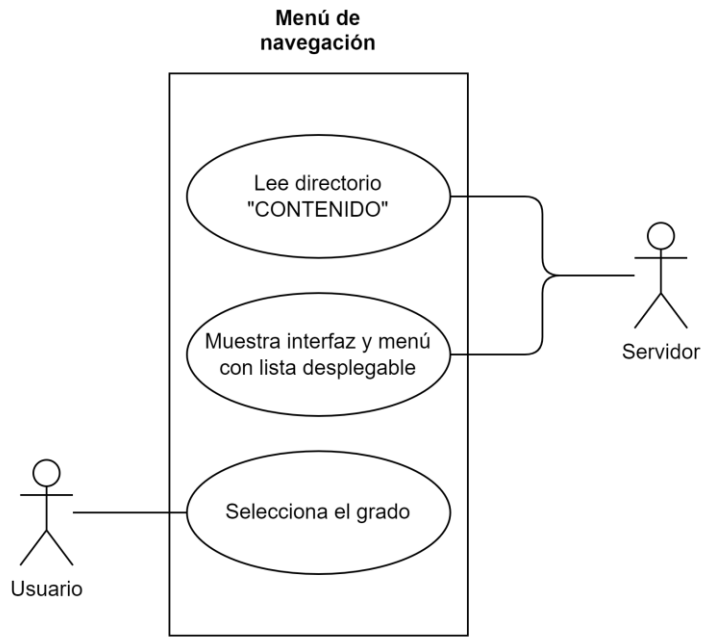 Menú de
navegación
Lee directorio
"CONTENIDO"
Muestra interfaz y menú
con lista desplegable
Servidor
Selecciona el grado
Usuario